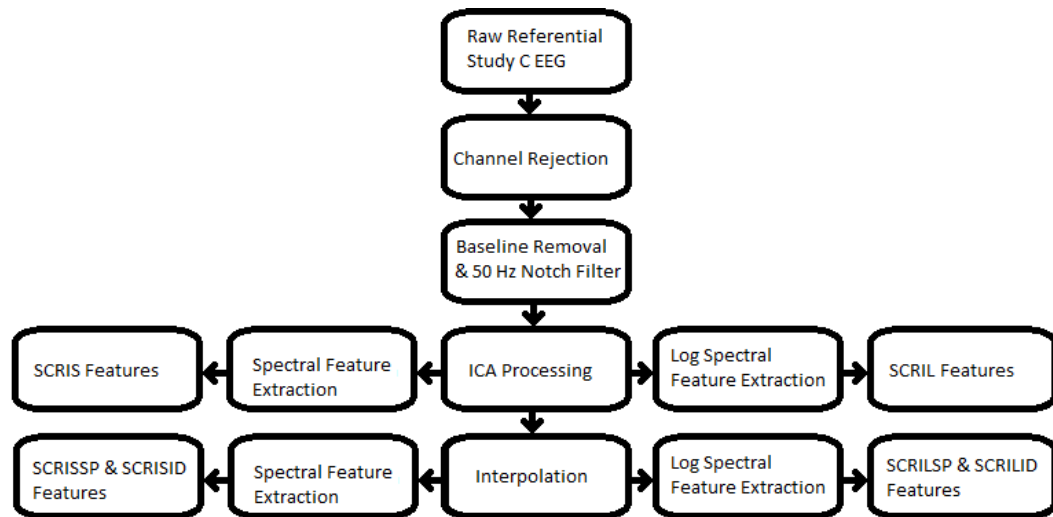 Raw Referential
Study C EEG
Channel Rejection
Baseline Removal
& 50 Hz Notch Filter
SCRIS Features
Spectral Feature
Extraction
ICA Processing
Log Spectral
Feature Extraction
SCRIL Features
SCRISSP & SCRISID
Features
Spectral Feature
Extraction
Interpolation
Log Spectral
Feature Extraction
SCRILSP & SCRILID
Features